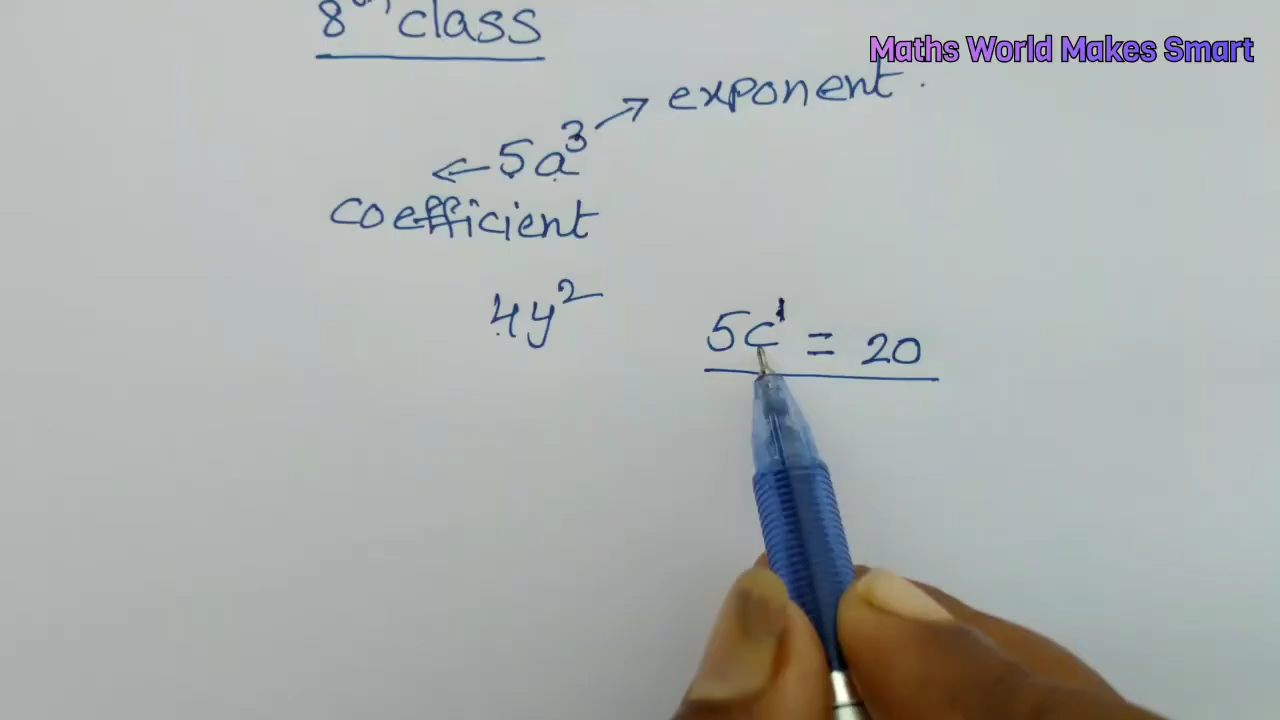 8th class
Maths World Makes Smart
→ exponent.
← 5a³
coefficient
4y²
5c¹ = 20